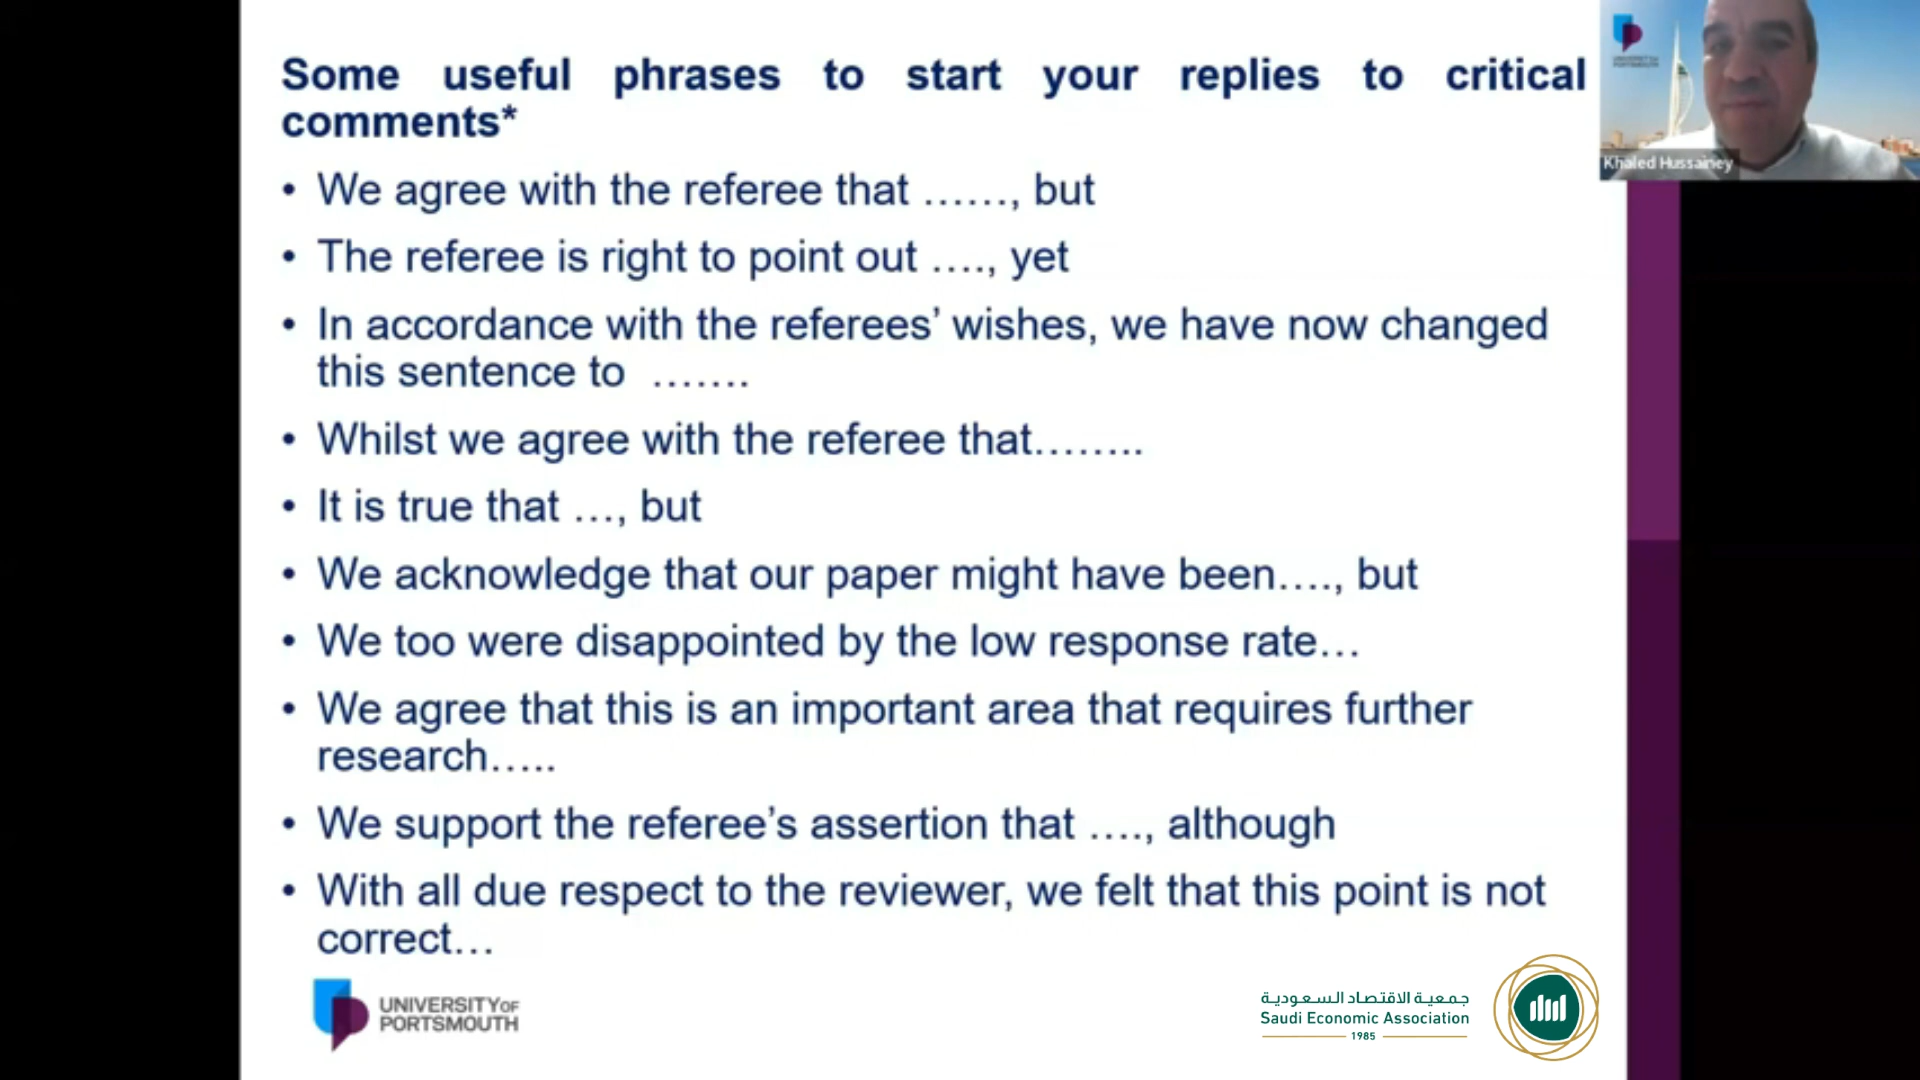 Some useful phrases to start your replies to critical
comments*
• We agree with the referee that ……, but
• The referee is right to point out …., yet
• In accordance with the referees’ wishes, we have now changed
this sentence to …….
• Whilst we agree with the referee that……..
• It is true that …, but
• We acknowledge that our paper might have been…., but
• We too were disappointed by the low response rate…
• We agree that this is an important area that requires further
research…..
• We support the referee’s assertion that …., although
• With all due respect to the reviewer, we felt that this point is not
correct…
UNIVERSITY OF
PORTSMOUTH
جمعية الاقتصاد السعودية
Saudi Economic Association
1985
UNIVERSITY OF
PORTSMOUTH
Khaled Hussainey